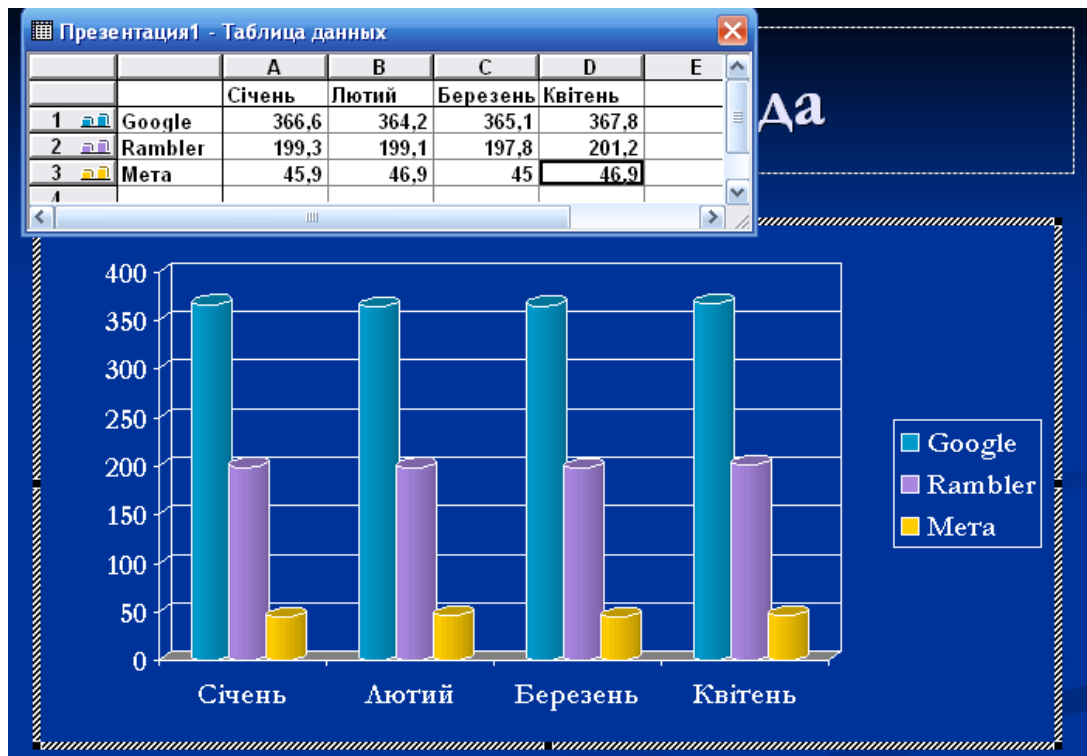 Презентация1 - Таблица данных
A B C D E
Січень Лютий Березень Квітень
1 Google 366,6 364,2 365,1 367,8
2 Rambler 199,3 199,1 197,8 201,2
3 Мета 45,9 46,9 45 46,9
4
да
400
350
300
250
200
150
100
50
0
Січень Лютий Березень Квітень
Google
Rambler
Мета